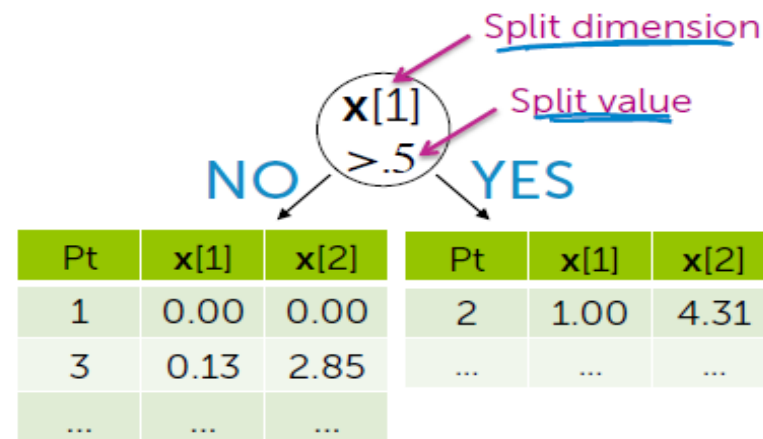 Split dimension
x[1]
Split value
>.5
NO YES
Pt x[1] x[2] Pt x[1] x[2]
1 0.00 0.00 2 1.00 4.31
3 0.13 2.85 ... ... ...
... ... ...